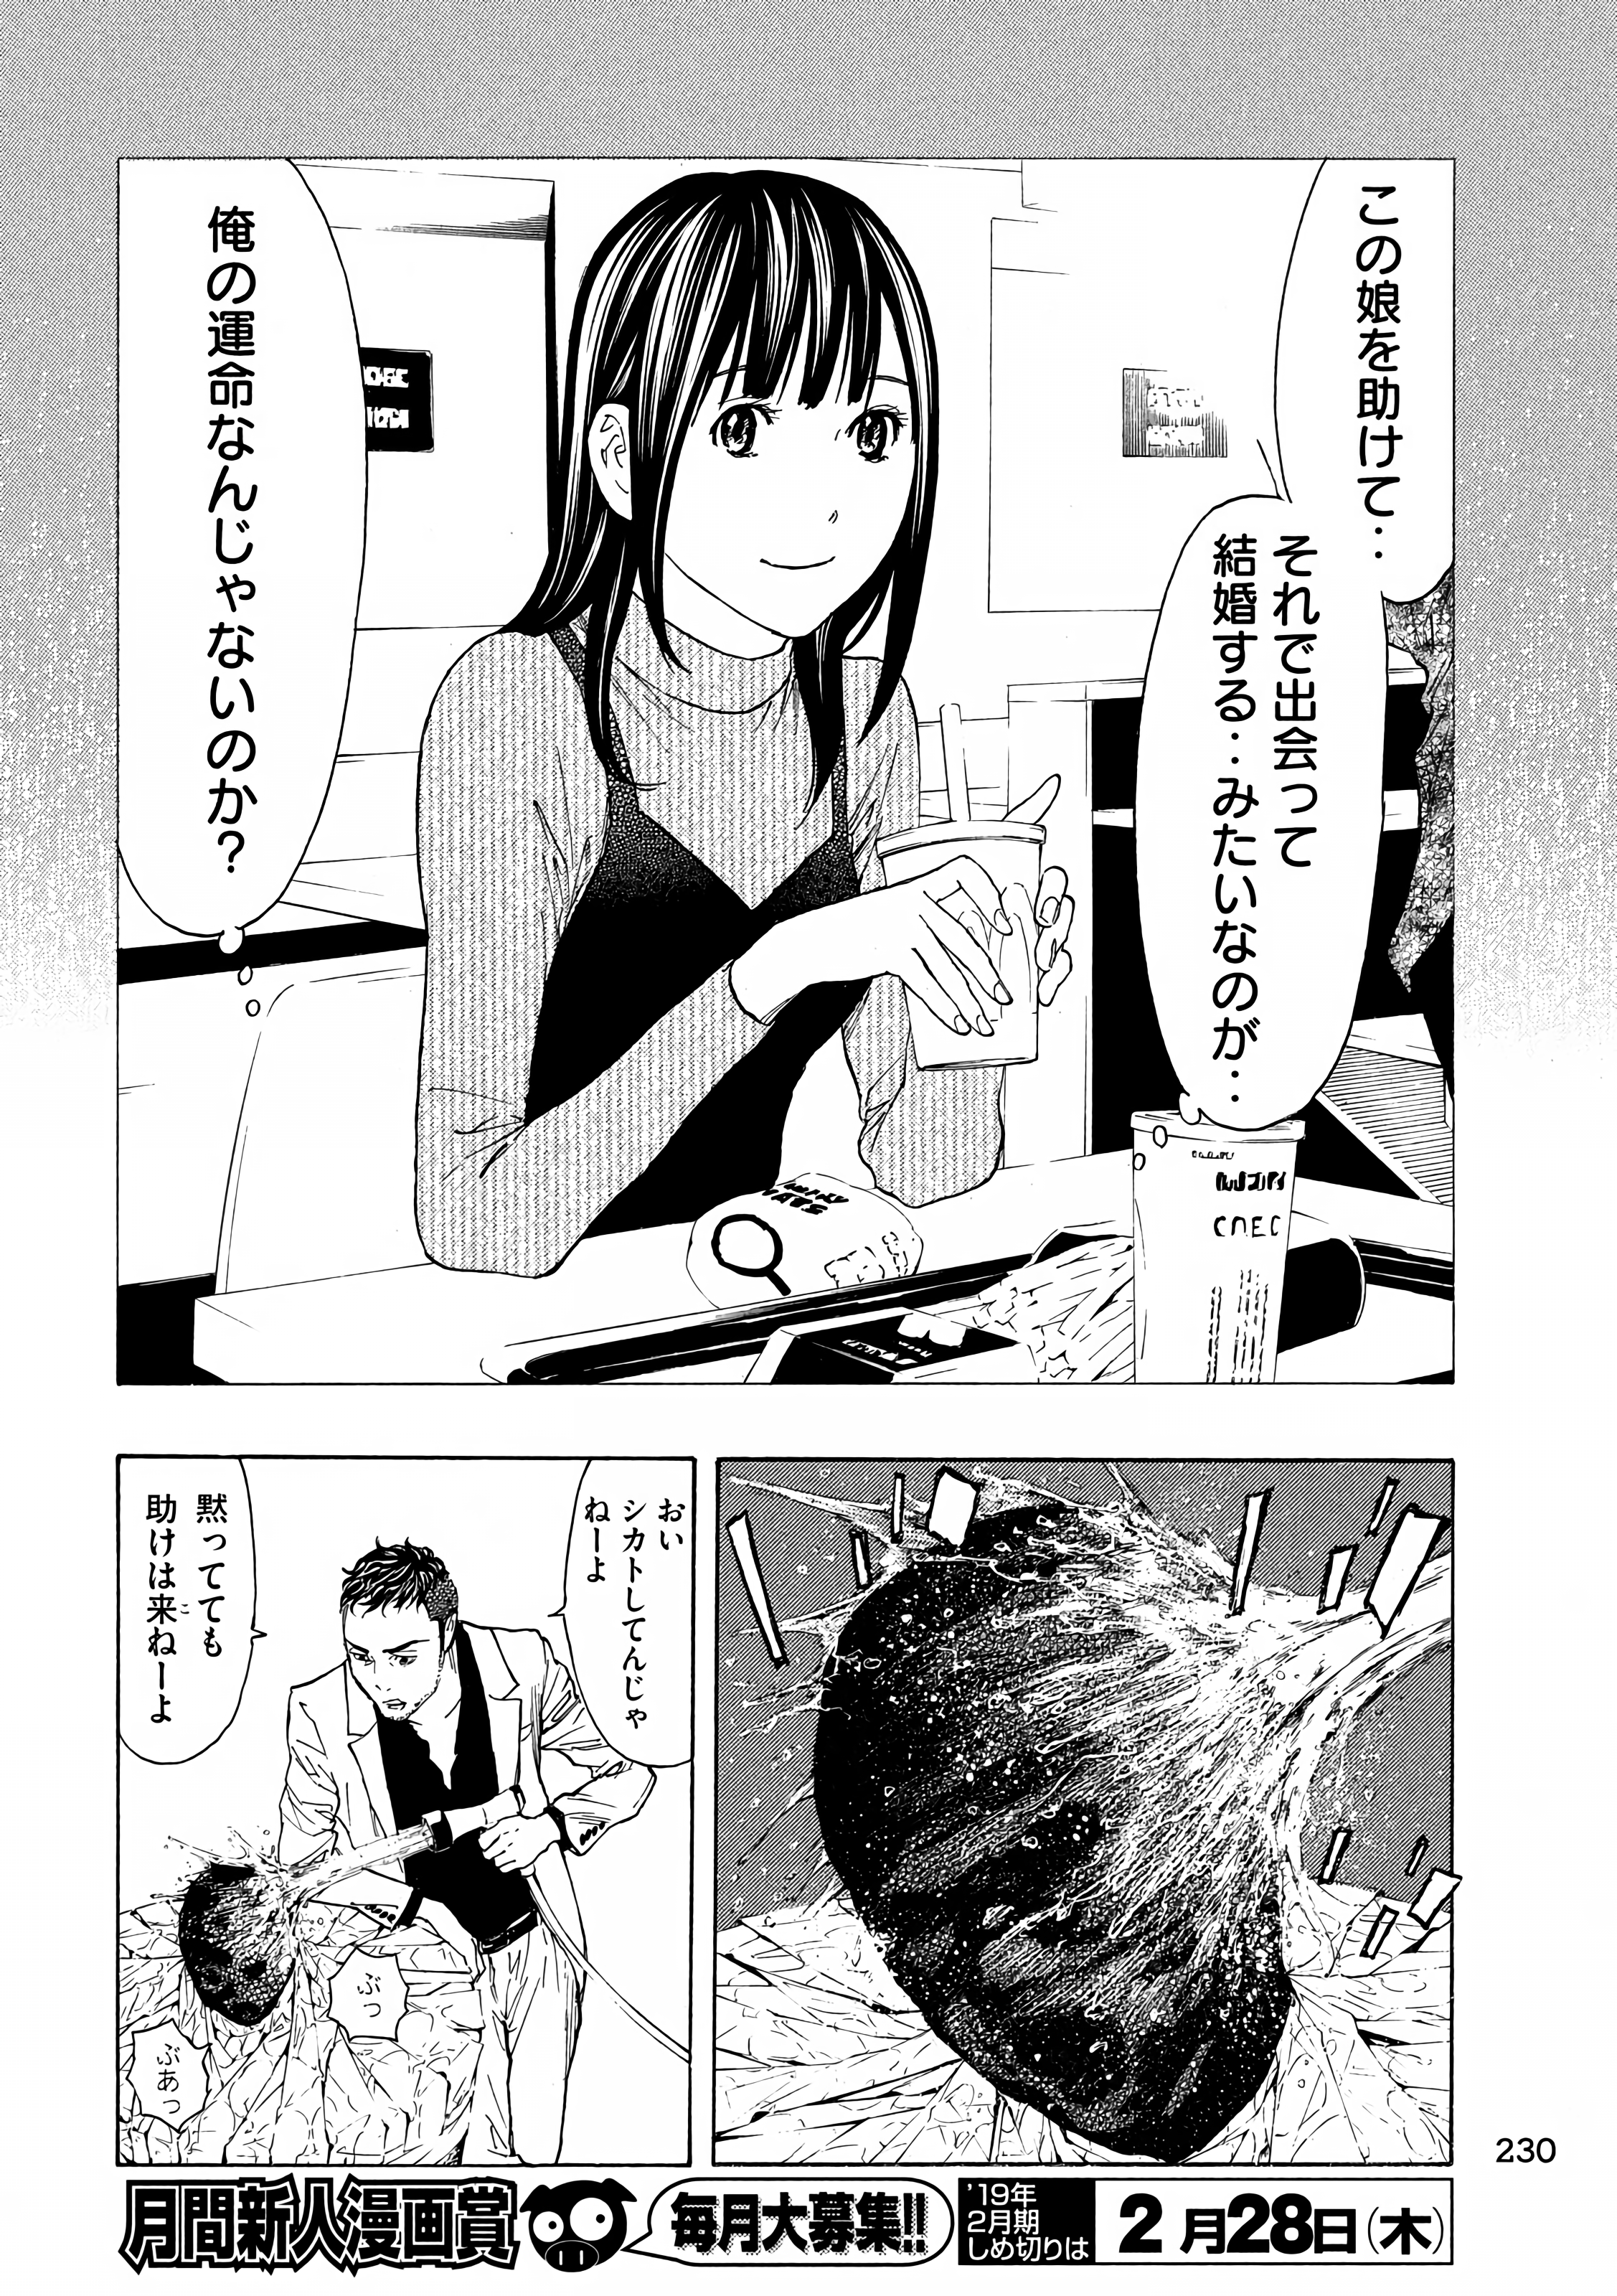 この娘を助けて‥
それで出会って
結婚する‥みたいなのが‥
俺の運命なんじゃないのか？
おい
シカトしてんじゃ
ねーよ
黙ってても
助けは来ねーよ
ぶっ
ぶあっ
230
月間新人漫画賞
毎月大募集!!
'19年
2月期
しめ切りは
2月28日(木)